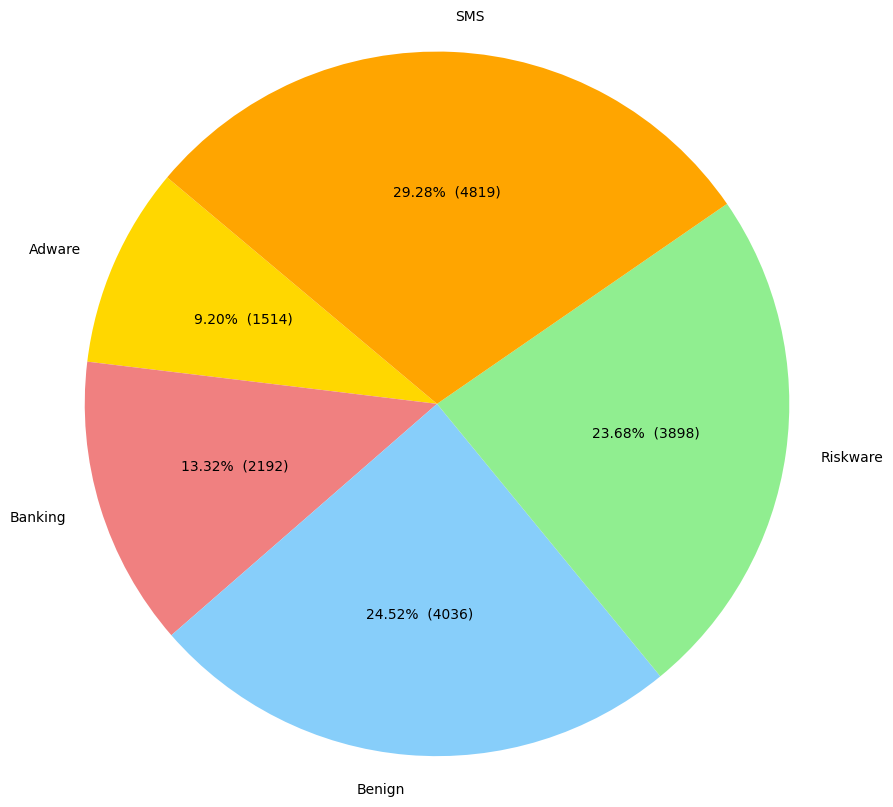 SMS
29.28% (4819)
Adware
9.20% (1514)
23.68% (3898)
Riskware
13.32% (2192)
Banking
24.52% (4036)
Benign